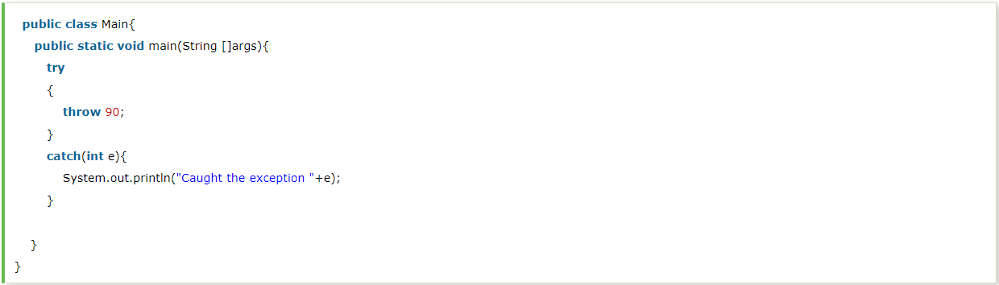 public class Main{
public static void main(String []args){
try
{
throw 90;
}
catch(int e){
System.out.println("Caught the exception "+e);
}
}
}